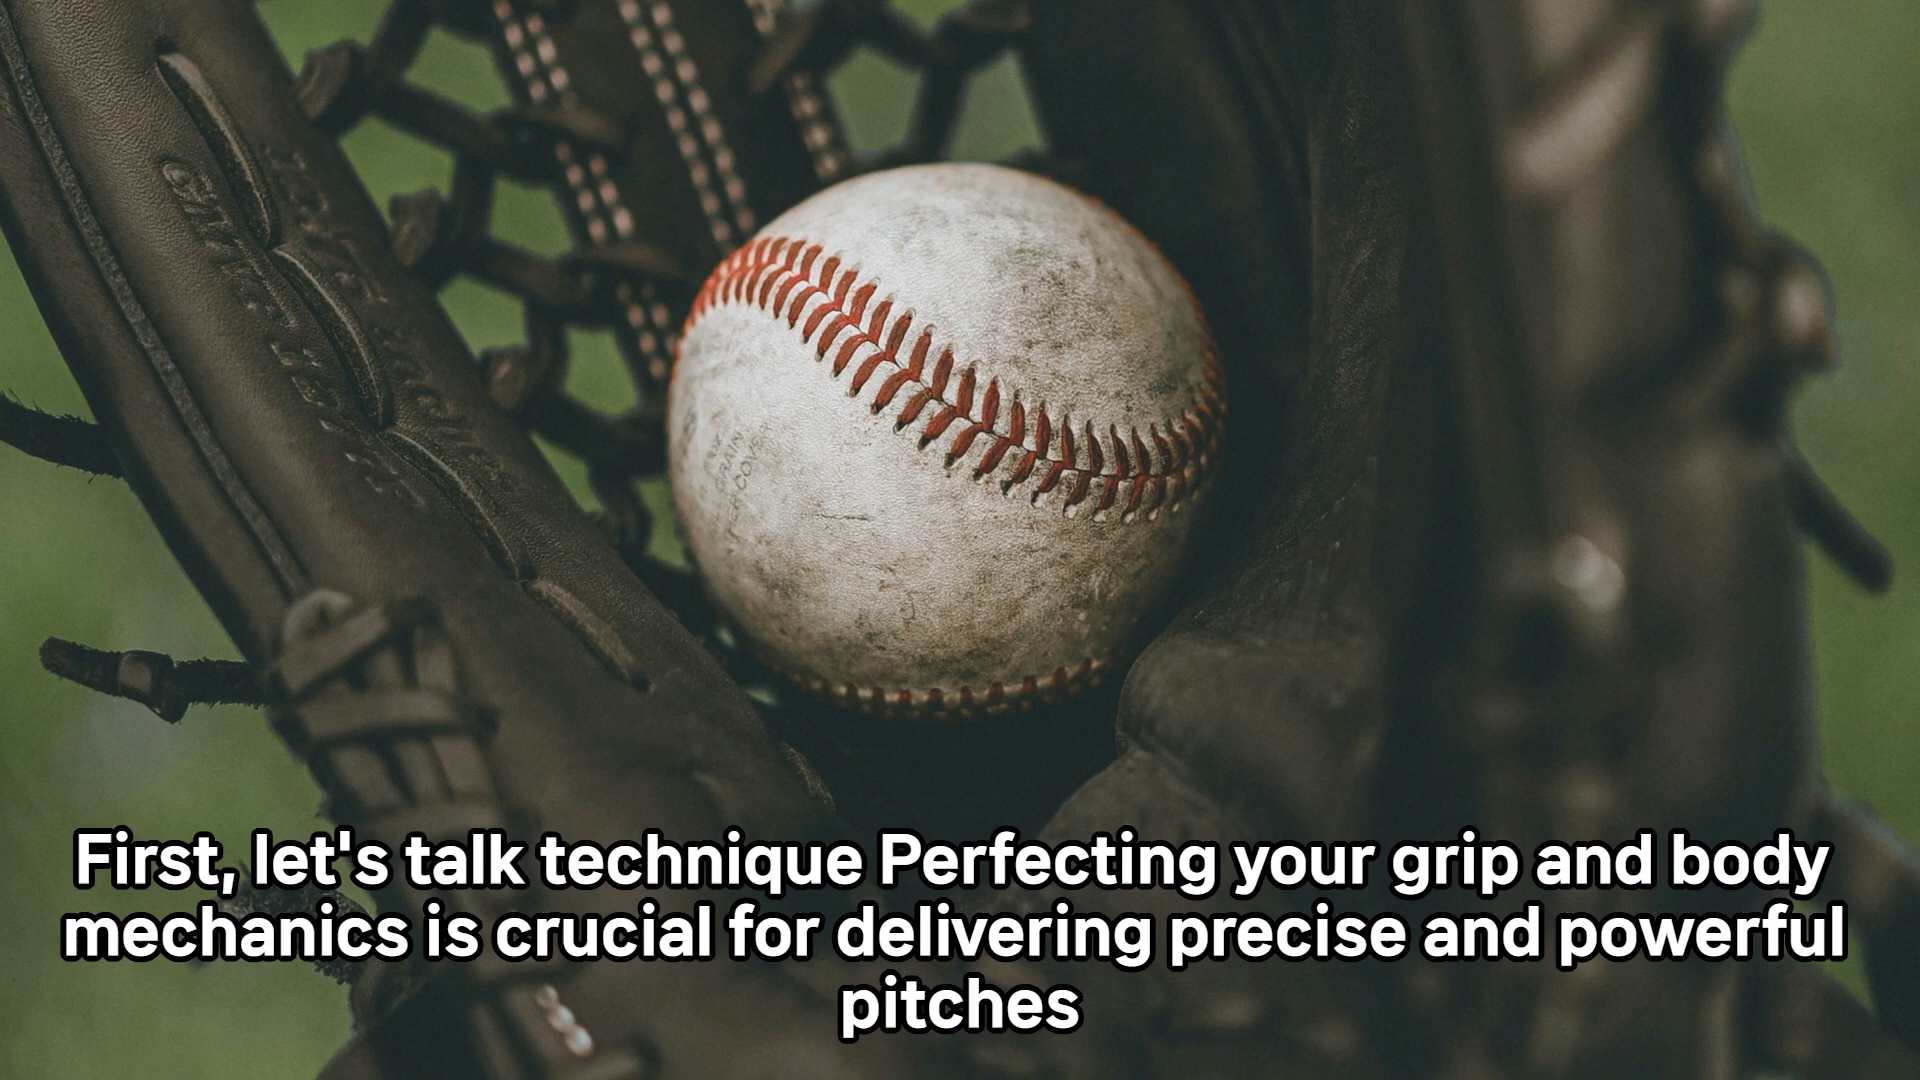 First, let's talk technique Perfecting your grip and body
mechanics is crucial for delivering precise and powerful
pitches